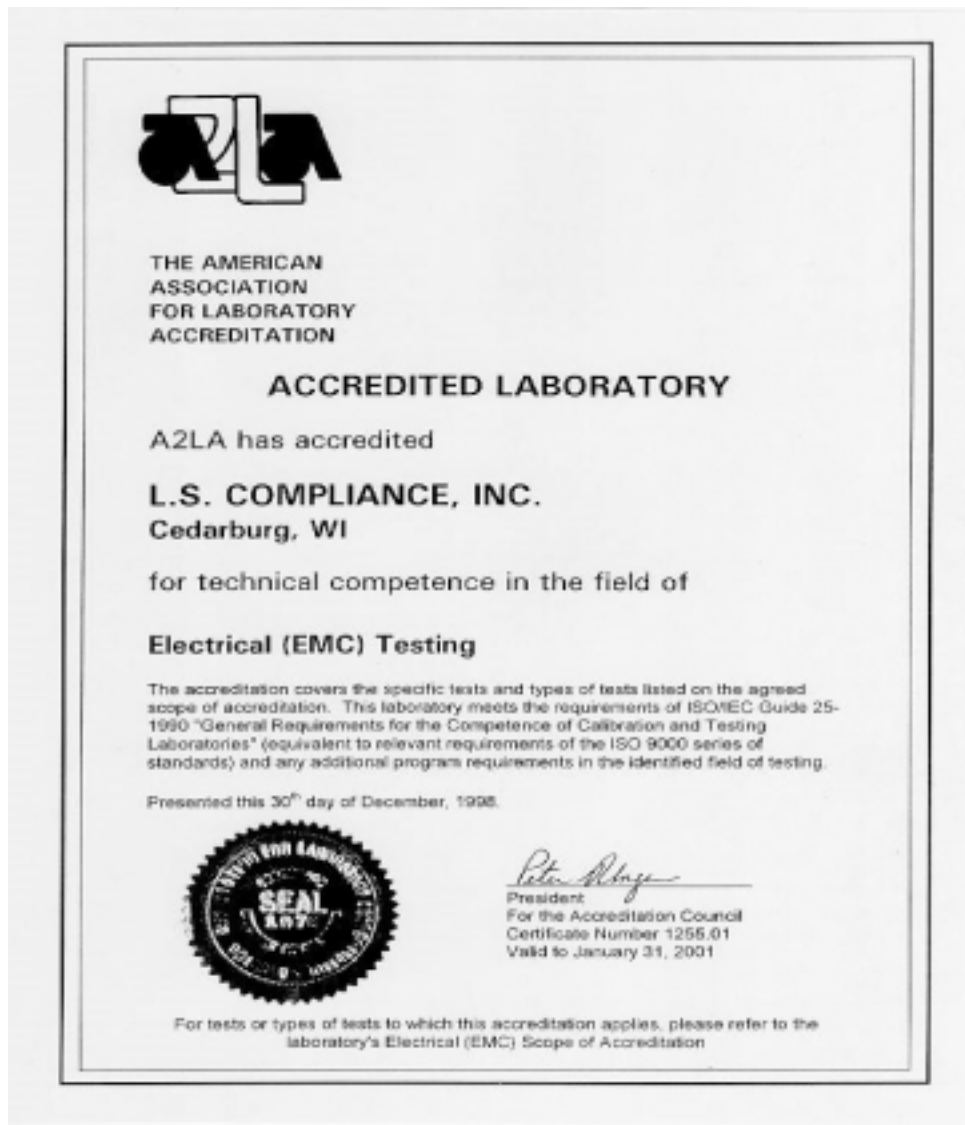 A2LA
THE AMERICAN
ASSOCIATION
FOR LABORATORY
ACCREDITATION
ACCREDITED LABORATORY
A2LA has accredited
L.S. COMPLIANCE, INC.
Cedarburg, WI
for technical competence in the field of
Electrical (EMC) Testing
The accreditation covers the specific tests and types of tests listed on the agreed
scope of accreditation. This laboratory meets the requirements of ISO/IEC Guide 25-
1990 "General Requirements for the Competence of Calibration and Testing
Laboratories" (equivalent to relevant requirements of the ISO 9000 series of
standards) and any additional program requirements in the identified field of testing.
Presented this 30th day of December, 1998.
SEAL
Peter
President
For the Accreditation Council
Certificate Number 1255.01
Valid to January 31, 2001
For tests or types of tests to which this accreditation applies, please refer to the
laboratory's Electrical (EMC) Scope of Accreditation